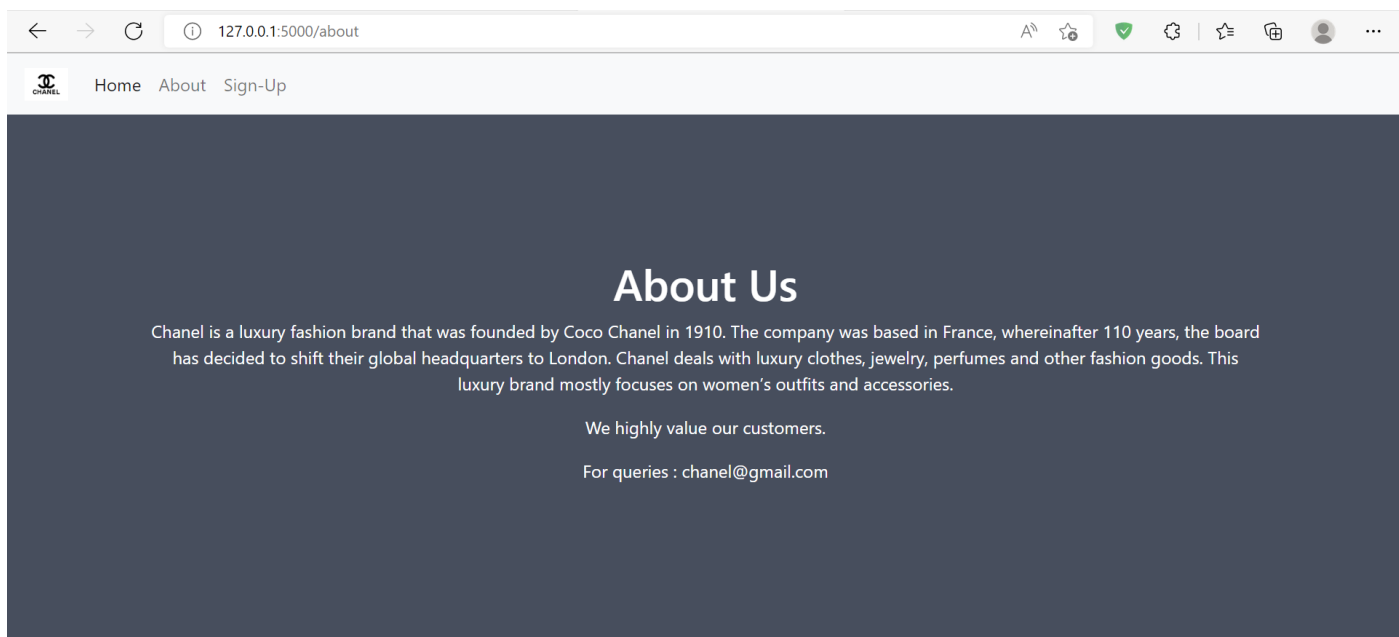 127.0.0.1:5000/about
CHANEL
Home About Sign-Up
About Us
Chanel is a luxury fashion brand that was founded by Coco Chanel in 1910. The company was based in France, whereinafter 110 years, the board
has decided to shift their global headquarters to London. Chanel deals with luxury clothes, jewelry, perfumes and other fashion goods. This
luxury brand mostly focuses on women’s outfits and accessories.
We highly value our customers.
For queries : chanel@gmail.com